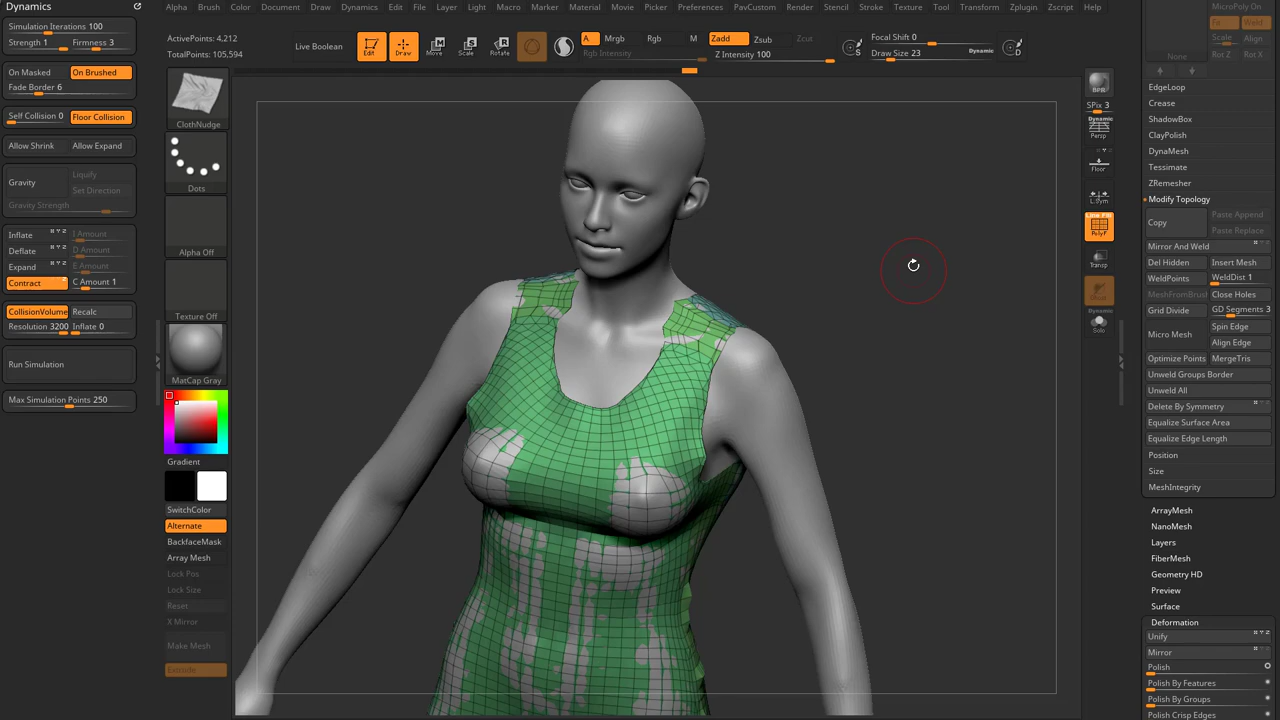 Dynamics
Simulation Iterations 100
Strength 1 Firmness 3
On Masked On Brushed
Fade Border 6
Self Collision 0 Floor Collision
Allow Shrink Allow Expand
Gravity Liquify
Set Direction
Gravity Strength
Inflate I Amount
Deflate D Amount
Expand E Amount
Contract C Amount 1
CollisionVolume Recalc
Resolution 3200 Inflate 0
Run Simulation
Max Simulation Points 250
Alpha Brush Color Document Draw Dynamics Edit File Layer Light Macro Marker Material Movie Picker Preferences PavCustom Render Stencil Stroke Texture Tool Transform Zplugin Zscript Help
ActivePoints: 4,212
TotalPoints: 105,594
Live Boolean
Edit Draw Move Scale Rotate
A Mrgb Rgb M
Rgb Intensity
Zadd Zsub Zcut
Z Intensity 100
S
Focal Shift 0
Draw Size 23 Dynamic
D
ClothNudge
Dots
Alpha Off
Texture Off
MatCap Gray
Gradient
SwitchColor
Alternate
BackfaceMask
Array Mesh
Lock Pos
Lock Size
Reset
X Mirror
Make Mesh
Extrude
BPR
SPix 3
Dynamic
Persp
Floor
L.Sym
Line Fill
PolyF
Transp
Ghost
Dynamic
Solo
MicroPoly On
Fe Weld
Scale Align
None Rot Z Rot X
EdgeLoop
Crease
ShadowBox
ClayPolish
DynaMesh
Tessimate
ZRemesher
Modify Topology
Copy Paste Append
Paste Replace
Mirror And Weld
Del Hidden Insert Mesh
WeldPoints WeldDist 1
MeshFromBrush Close Holes
Grid Divide GD Segments 3
Micro Mesh Spin Edge
Align Edge
Optimize Points MergeTris
Unweld Groups Border
Unweld All
Delete By Symmetry
Equalize Surface Area
Equalize Edge Length
Position
Size
MeshIntegrity
ArrayMesh
NanoMesh
Layers
FiberMesh
Geometry HD
Preview
Surface
Deformation
Unify
Mirror
Polish
Polish By Features
Polish By Groups
Polish Crisp Edges